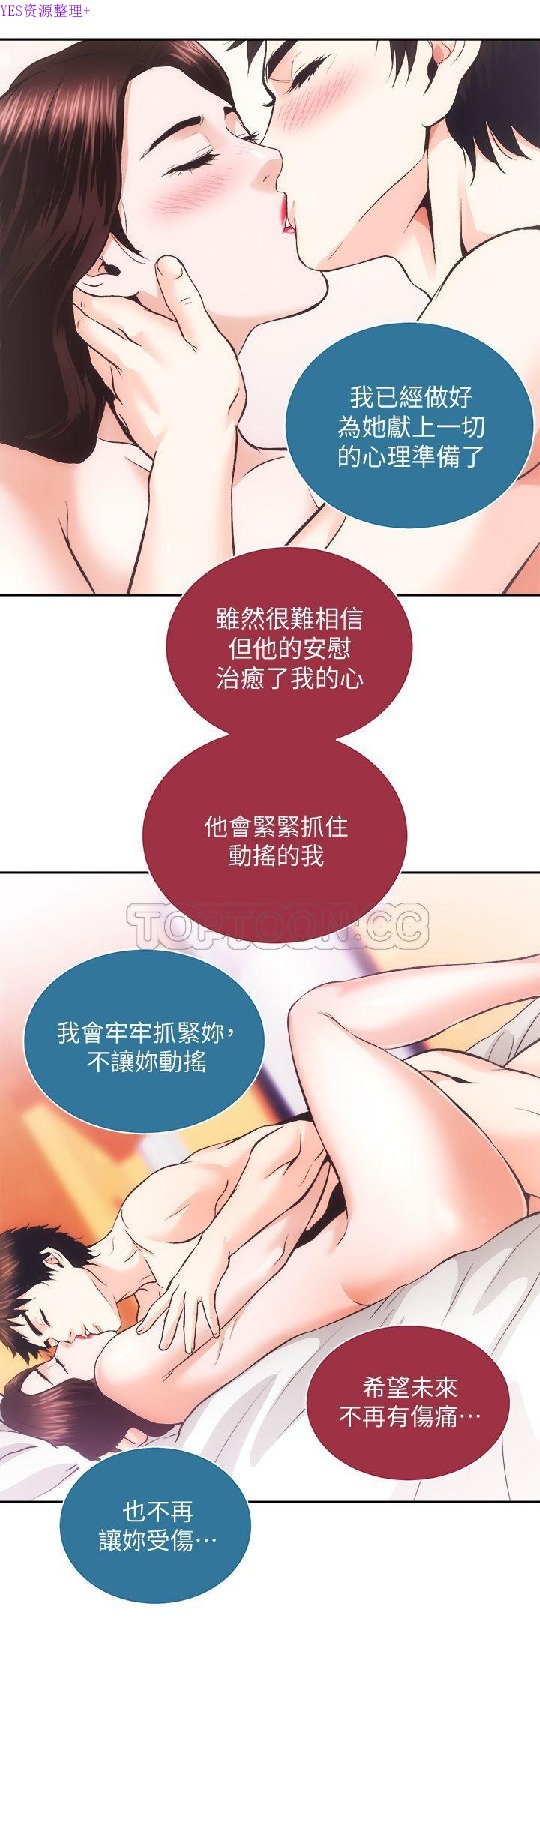 YES资源整理+
我已經做好
為她獻上一切
的心理準備了
雖然很難相信
但他的安慰
治癒了我的心
他會緊緊抓住
動搖的我
TOPTOON.CC
我會牢牢抓緊妳，
不讓妳動搖
希望未來
不再有傷痛…
也不再
讓妳受傷…